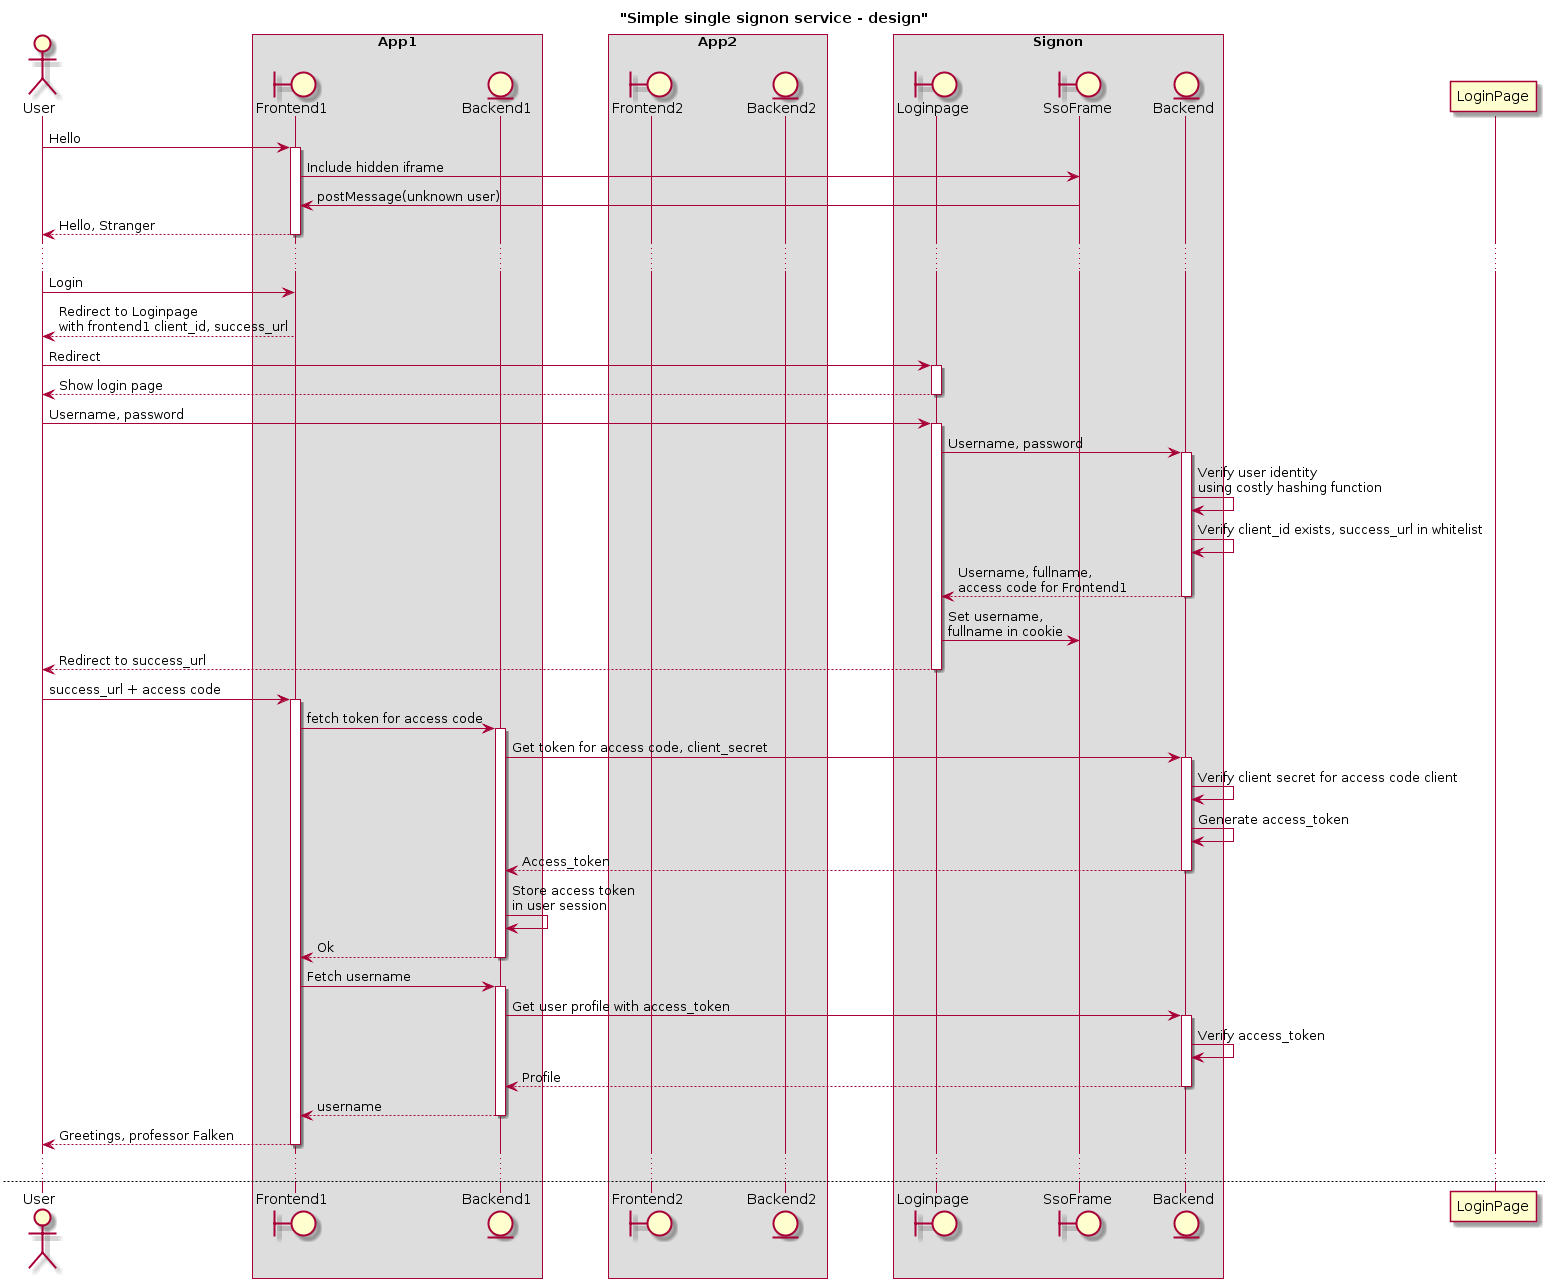 "Simple single signon service - design"
App1
App2
Signon
User
Frontend1
Backend1
Frontend2
Backend2
Loginpage
SsoFrame
Backend
LoginPage
Hello
Include hidden iframe
postMessage(unknown user)
Hello, Stranger
Login
Redirect to Loginpage
with frontend1 client_id, success_url
Redirect
Show login page
Username, password
Username, password
Verify user identity
using costly hashing function
Verify client_id exists, success_url in whitelist
Username, fullname,
access code for Frontend1
Set username,
fullname in cookie
Redirect to success_url
success_url + access code
fetch token for access code
Get token for access code, client_secret
Verify client secret for access code client
Generate access_token
Access_token
Store access token
in user session
Ok
Fetch username
Get user profile with access_token
Verify access_token
Profile
username
Greetings, professor Falken
User
Frontend1
Backend1
Frontend2
Backend2
Loginpage
SsoFrame
Backend
LoginPage